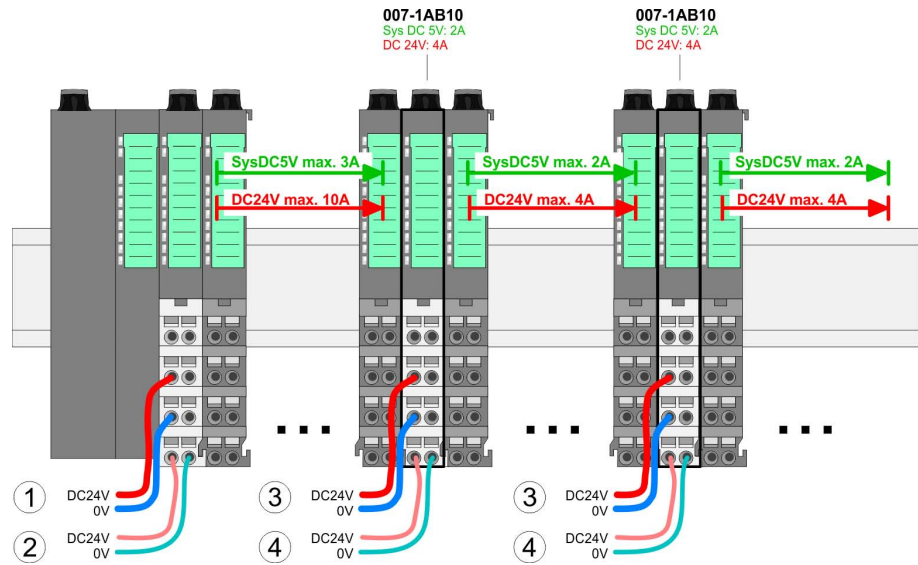 007-1AB10
Sys DC 5V: 2A
DC 24V: 4A
007-1AB10
Sys DC 5V: 2A
DC 24V: 4A
SysDC5V max. 3A
SysDC5V max. 2A
SysDC5V max. 2A
DC24V max. 10A
DC24V max. 4A
DC24V max. 4A
1
DC24V
0V
2
DC24V
0V
3
DC24V
0V
4
DC24V
0V
3
DC24V
0V
4
DC24V
0V